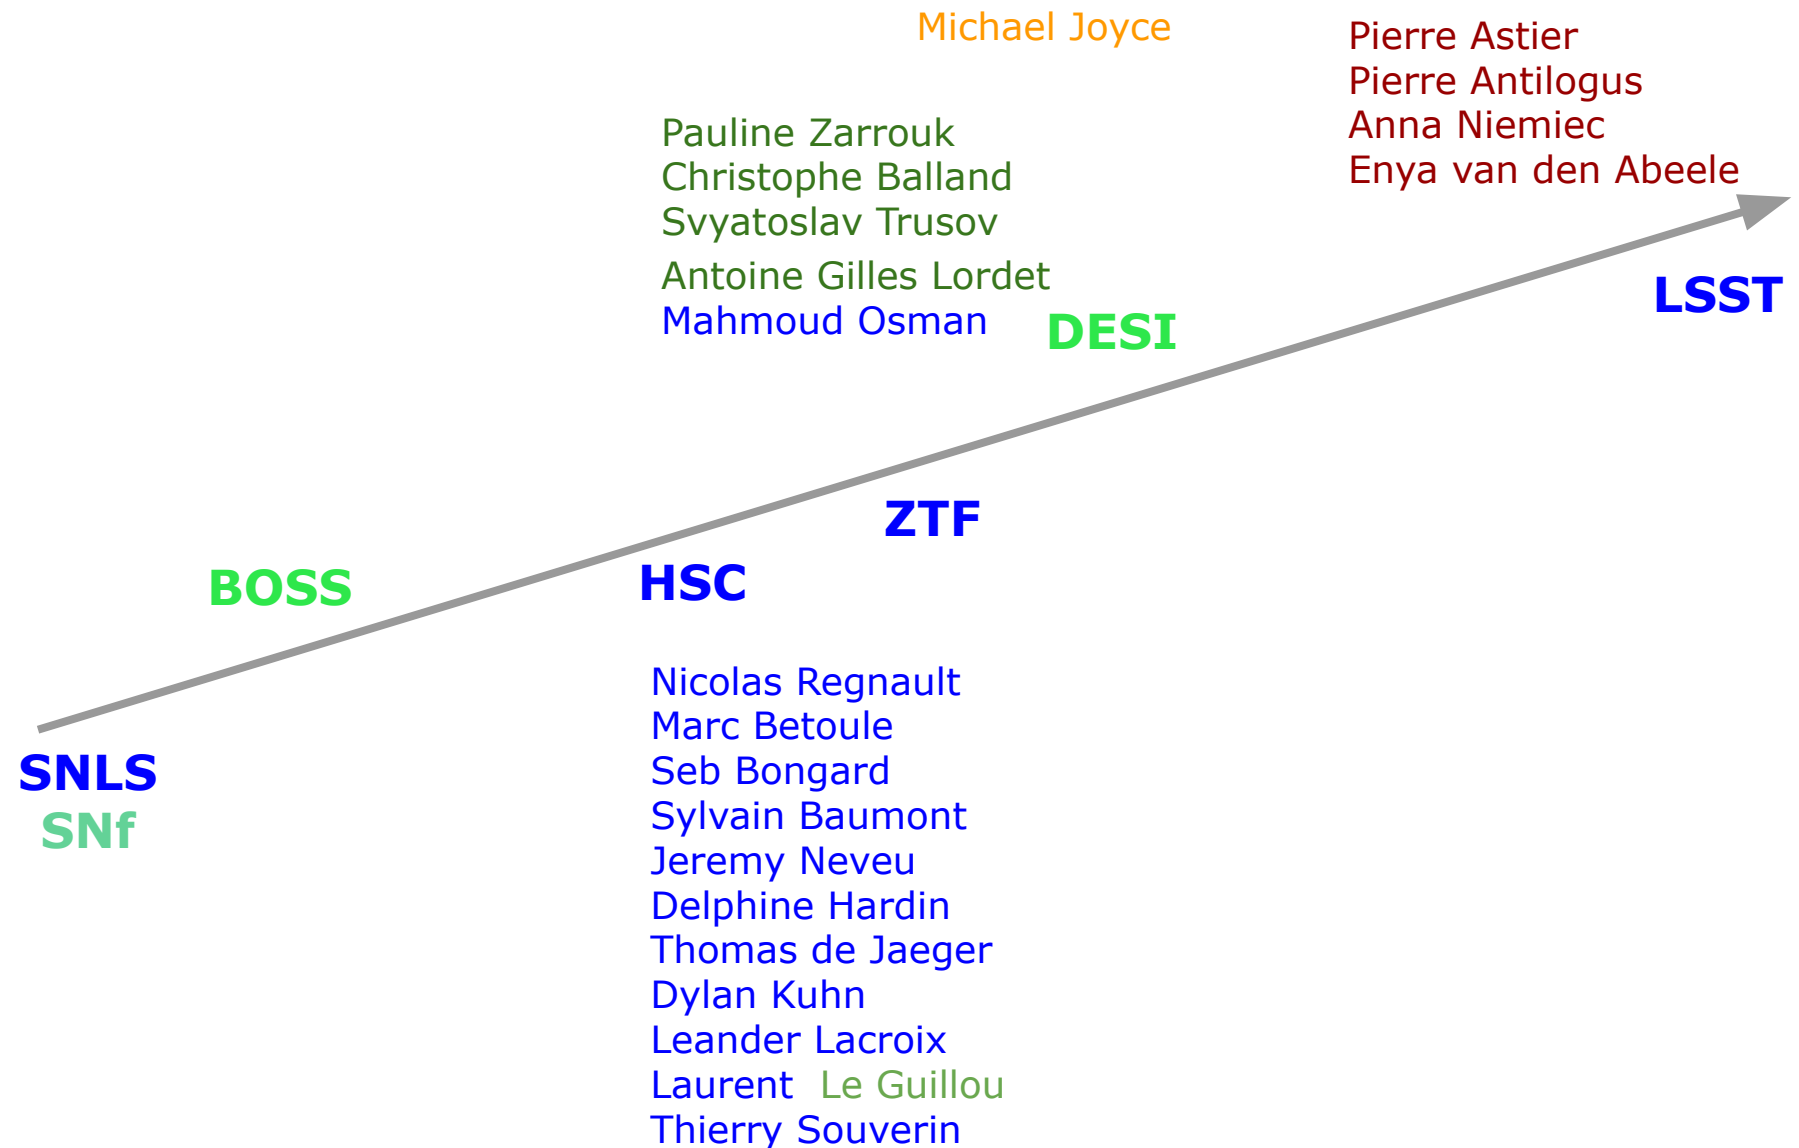 Michael Joyce
Pierre Astier
Pierre Antilogus
Anna Niemiec
Enya van den Abeele
Pauline Zarrouk
Christophe Balland
Svyatoslav Trusov
Antoine Gilles Lordet
Mahmoud Osman
DESI
LSST
ZTF
HSC
BOSS
SNLS
SNf
Nicolas Regnault
Marc Betoule
Seb Bongard
Sylvain Baumont
Jeremy Neveu
Delphine Hardin
Thomas de Jaeger
Dylan Kuhn
Leander Lacroix
Laurent Le Guillou
Thierry Souverin